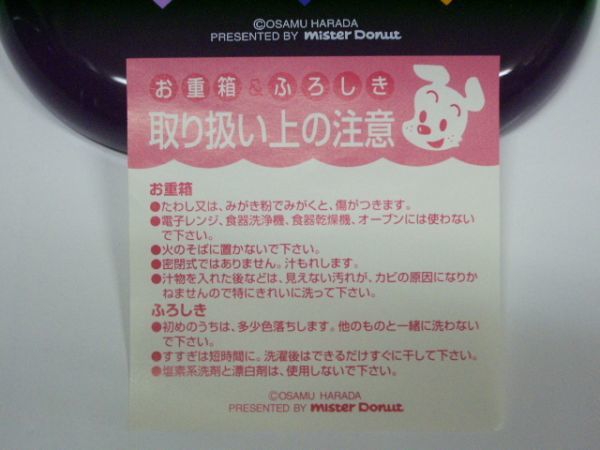 ©OSAMU HARADA
PRESENTED BY mister Donut
お重箱&ふろしき
取り扱い上の注意
お重箱
●たわし又は、みがき粉でみがくと、傷がつきます。
●電子レンジ、食器洗浄機、食器乾燥機、オーブンには使わない
で下さい。
●火のそばに置かないで下さい。
●密閉式ではありません。汁もれします。
●汁物を入れた後などは、見えない汚れが、カビの原因になりか
ねませんので特にきれいに洗って下さい。
ふろしき
●初めのうちは、多少色落ちします。他のものと一緒に洗わない
で下さい。
●すすぎは短時間に。洗濯後はできるだけすぐに干して下さい。
●塩素系洗剤と漂白剤は、使用しないで下さい。
©OSAMU HARADA
PRESENTED BY mister Donut